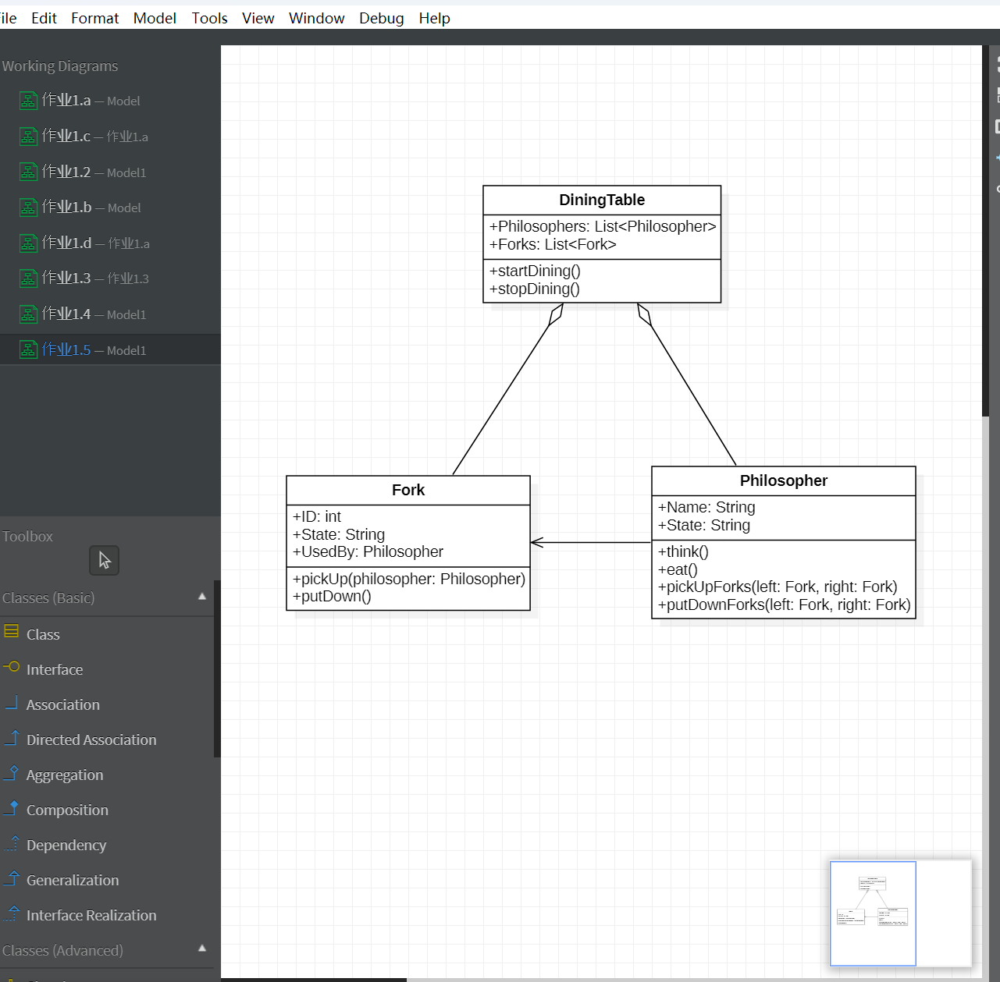 ile Edit Format Model Tools View Window Debug Help
Working Diagrams
作业1.a — Model
作业1.c — 作业1.a
作业1.2 — Model1
作业1.b — Model
作业1.d — 作业1.a
作业1.3 — 作业1.3
作业1.4 — Model1
作业1.5 — Model1
Toolbox
Classes (Basic)
Class
Interface
Association
Directed Association
Aggregation
Composition
Dependency
Generalization
Interface Realization
Classes (Advanced)
DiningTable
+Philosophers: List<Philosopher>
+Forks: List<Fork>
+startDining()
+stopDining()
Fork
+ID: int
+State: String
+UsedBy: Philosopher
+pickUp(philosopher: Philosopher)
+putDown()
Philosopher
+Name: String
+State: String
+think()
+eat()
+pickUpForks(left: Fork, right: Fork)
+putDownForks(left: Fork, right: Fork)